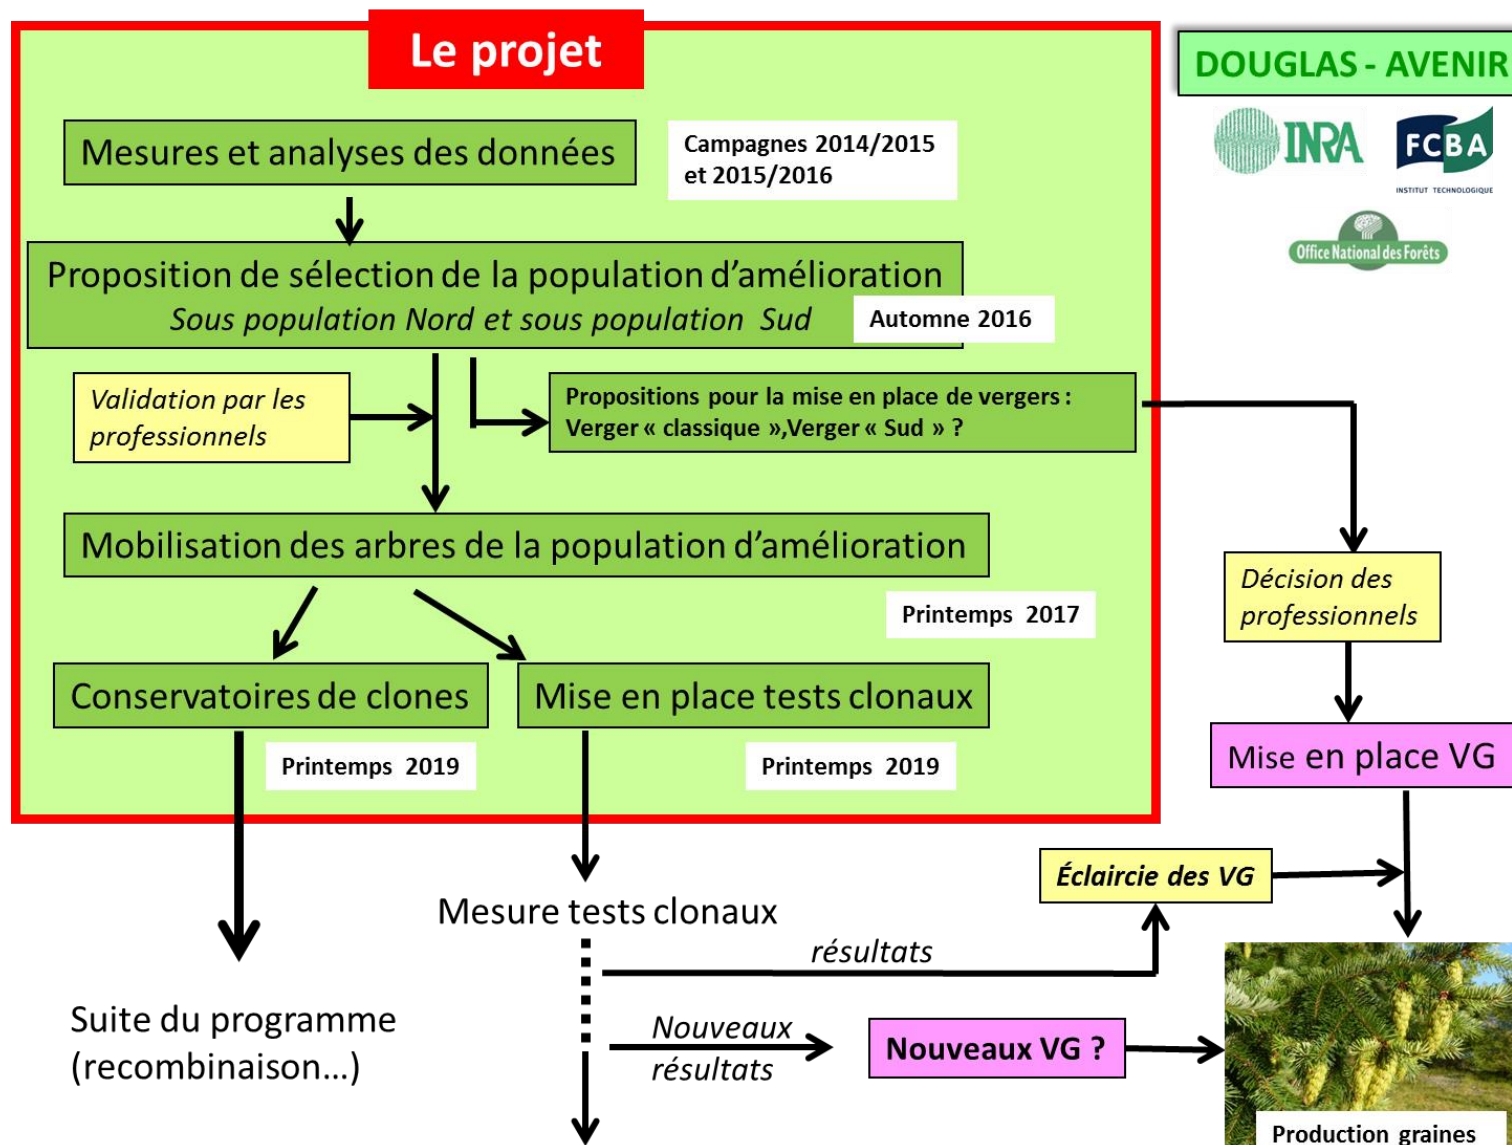 Le projet
DOUGLAS - AVENIR
INRA
FCBA
INSTITUT TECHNOLOGIQUE
Office National des Forêts
Mesures et analyses des données
Campagnes 2014/2015
et 2015/2016
Proposition de sélection de la population d'amélioration
Sous population Nord et sous population Sud
Automne 2016
Validation par les
professionnels
Propositions pour la mise en place de vergers :
Verger « classique »,Verger « Sud » ?
Mobilisation des arbres de la population d'amélioration
Printemps 2017
Décision des
professionnels
Conservatoires de clones
Mise en place tests clonaux
Printemps 2019
Printemps 2019
Mise en place VG
Éclaircie des VG
Mesure tests clonaux
résultats
Suite du programme
(recombinaison...)
Nouveaux
résultats
Nouveaux VG ?
Production graines